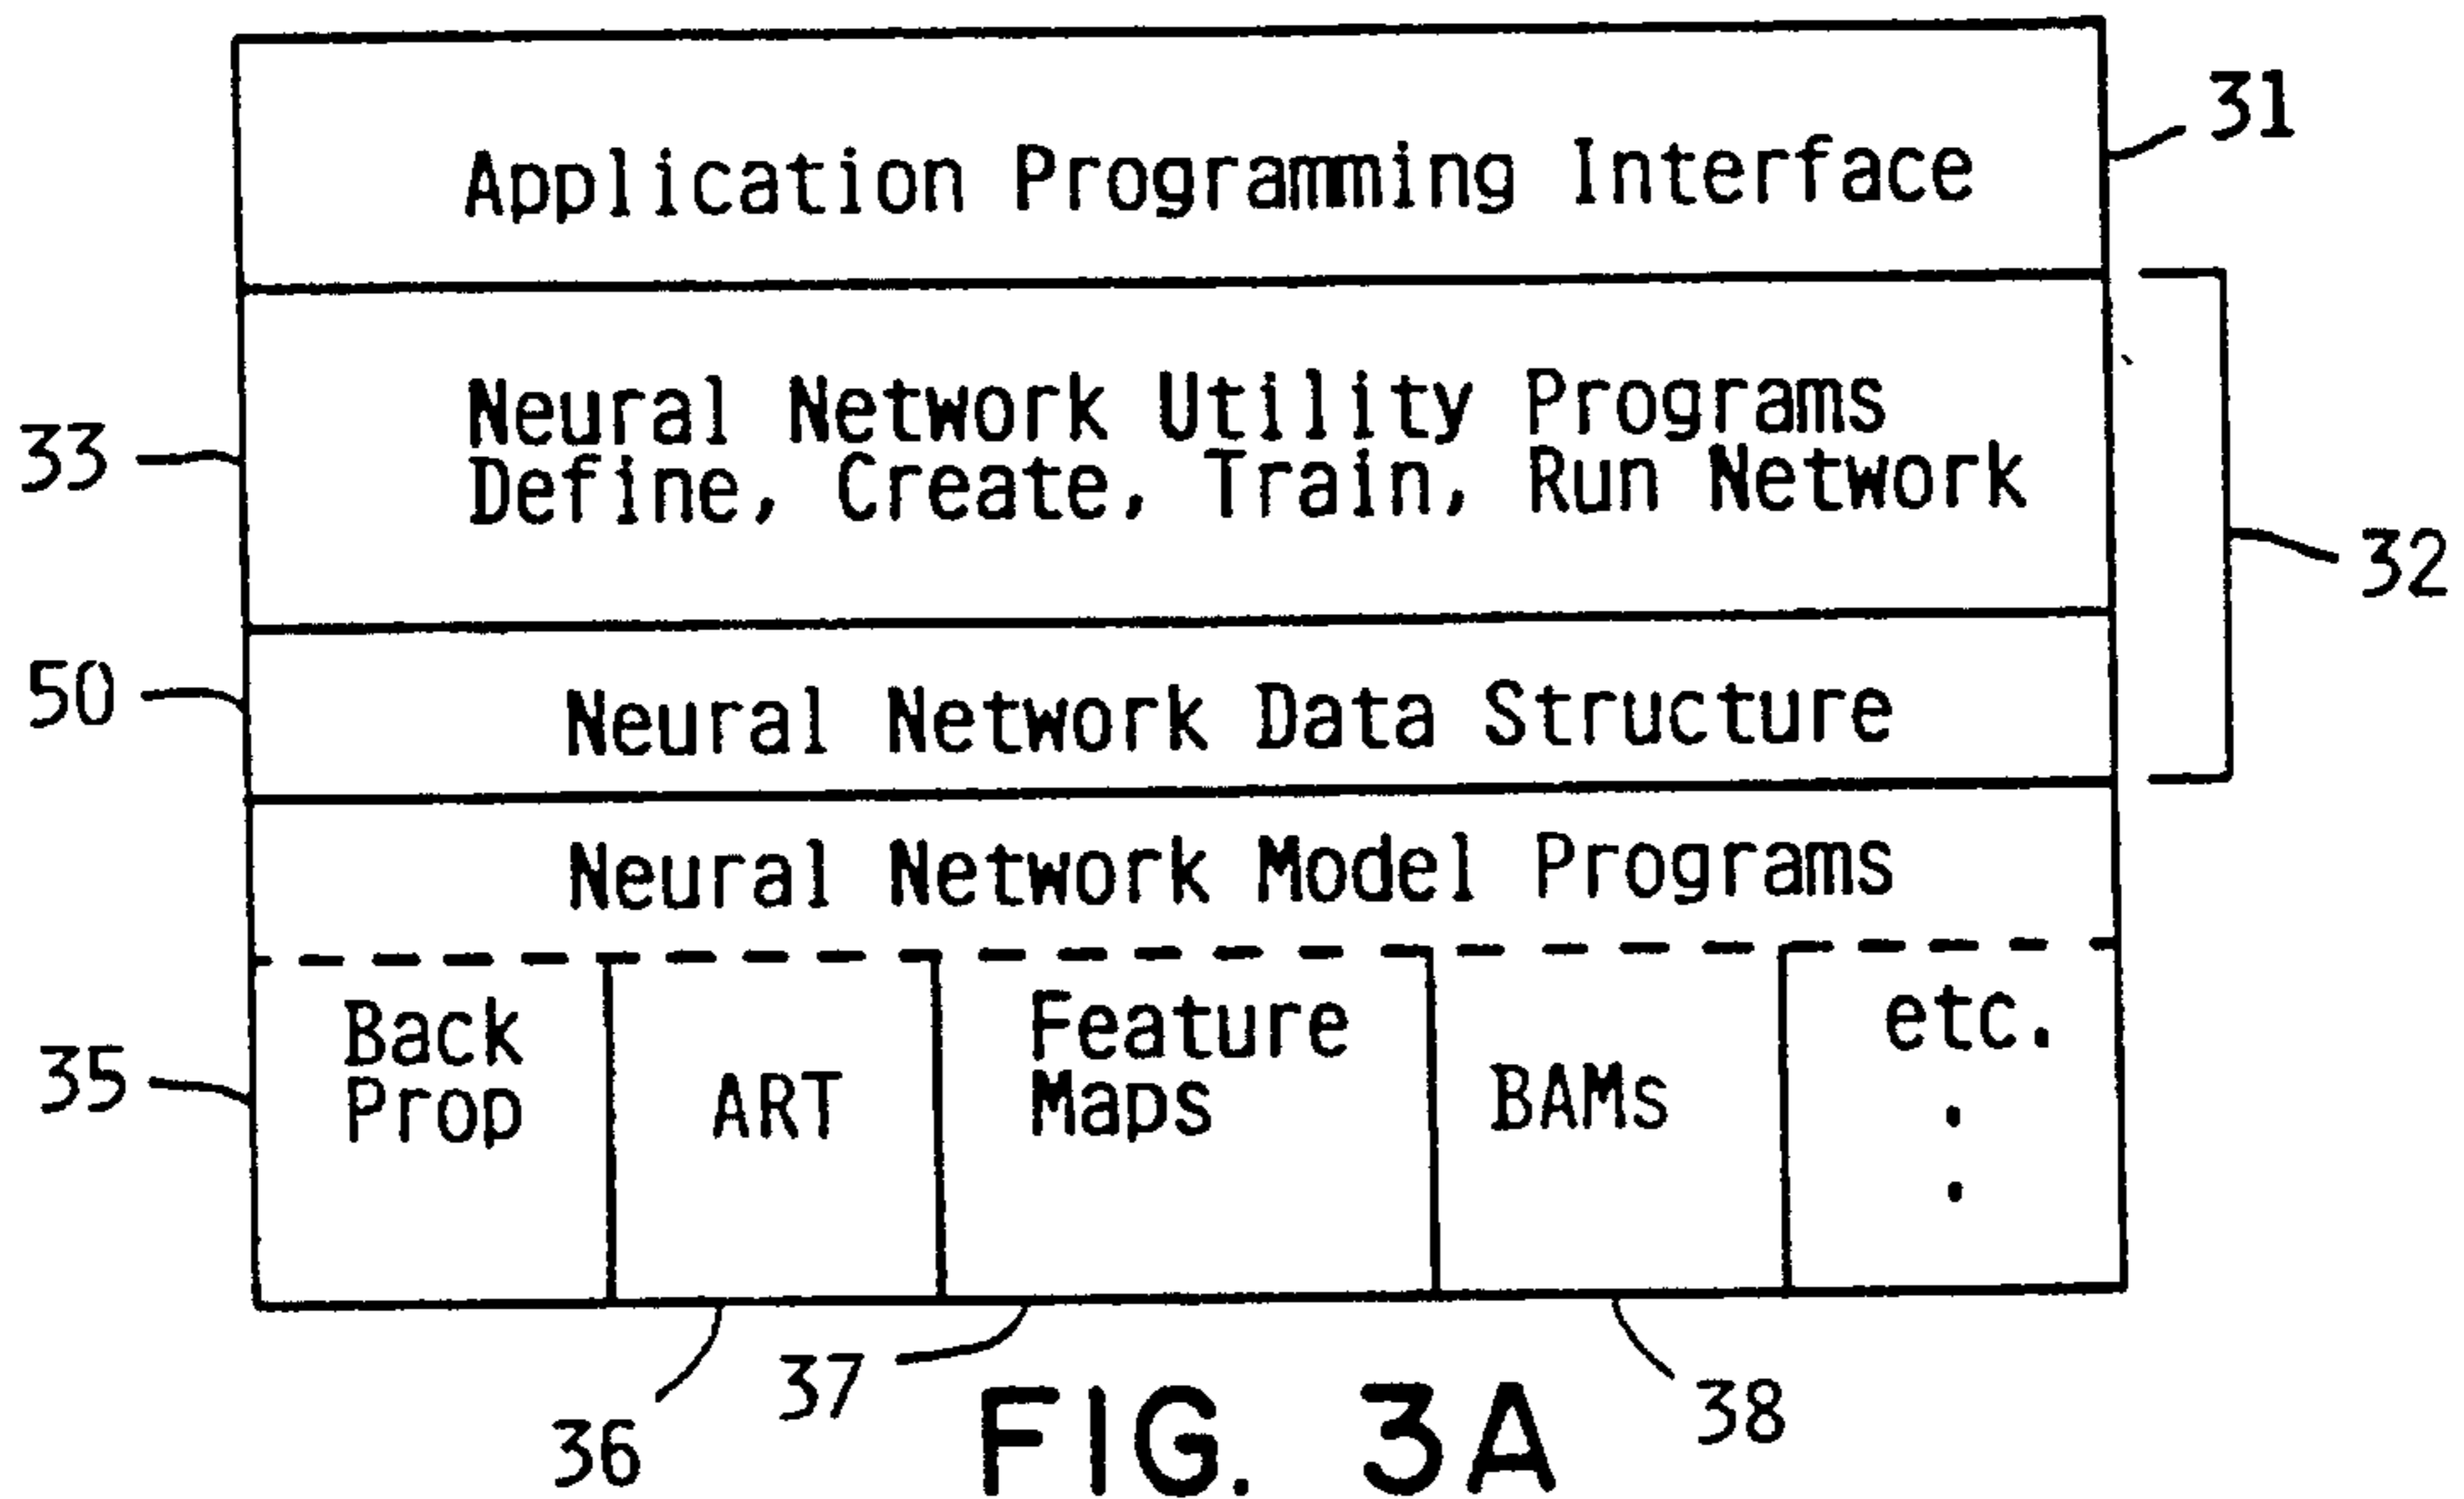 31
Application Programming Interface
33
Neural Network Utility Programs
Define, Create, Train, Run Network
32
50
Neural Network Data Structure
Neural Network Model Programs
35
Back
Prop
ART
Feature
Maps
BAMs
etc.
36
37
38
FIG. 3A